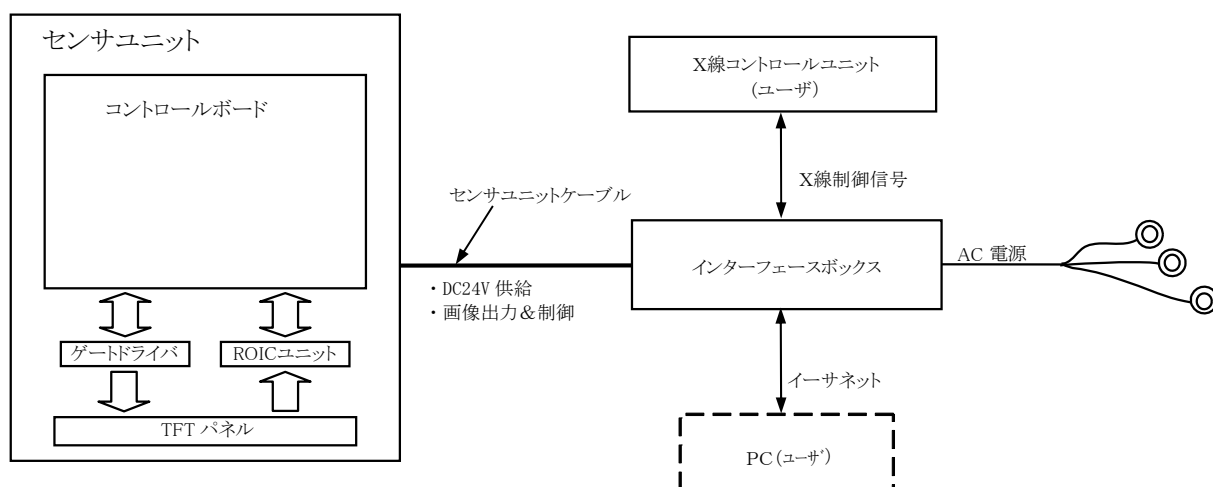 センサユニット
コントロールボード
ゲートドライバ
ROICユニット
TFT パネル
センサユニットケーブル
・DC24V 供給
・画像出力＆制御
X線コントロールユニット
(ユーザ)
X線制御信号
インターフェースボックス
AC 電源
イーサネット
PC(ユーザ)